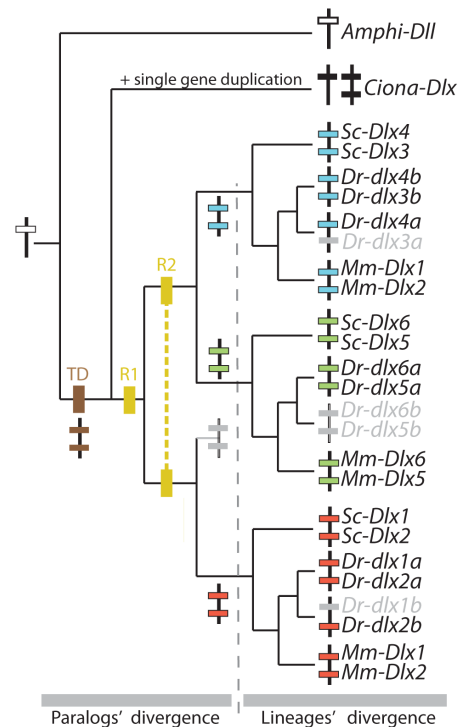 Amphi-Dll
+ single gene duplication
Ciona-Dlx
Sc-Dlx4
Sc-Dlx3
Dr-dlx4b
Dr-dlx3b
Dr-dlx4a
Dr-dlx3a
Mm-Dlx1
Mm-Dlx2
R2
Sc-Dlx6
Sc-Dlx5
Dr-dlx6a
Dr-dlx5a
Dr-dlx6b
Dr-dlx5b
Mm-Dlx6
Mm-Dlx5
TD
R1
Sc-Dlx1
Sc-Dlx2
Dr-dlx1a
Dr-dlx2a
Dr-dlx1b
Dr-dlx2b
Mm-Dlx1
Mm-Dlx2
Paralogs' divergence
Lineages' divergence